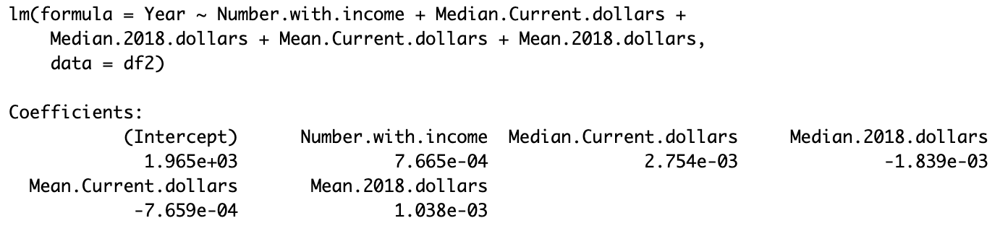 lm(formula = Year ~ Number.with.income + Median.Current.dollars +
    Median.2018.dollars + Mean.Current.dollars + Mean.2018.dollars,
    data = df2)

Coefficients:
           (Intercept)      Number.with.income  Median.Current.dollars     Median.2018.dollars
             1.965e+03               7.665e-04               2.754e-03              -1.839e-03
  Mean.Current.dollars       Mean.2018.dollars
            -7.659e-04               1.038e-03